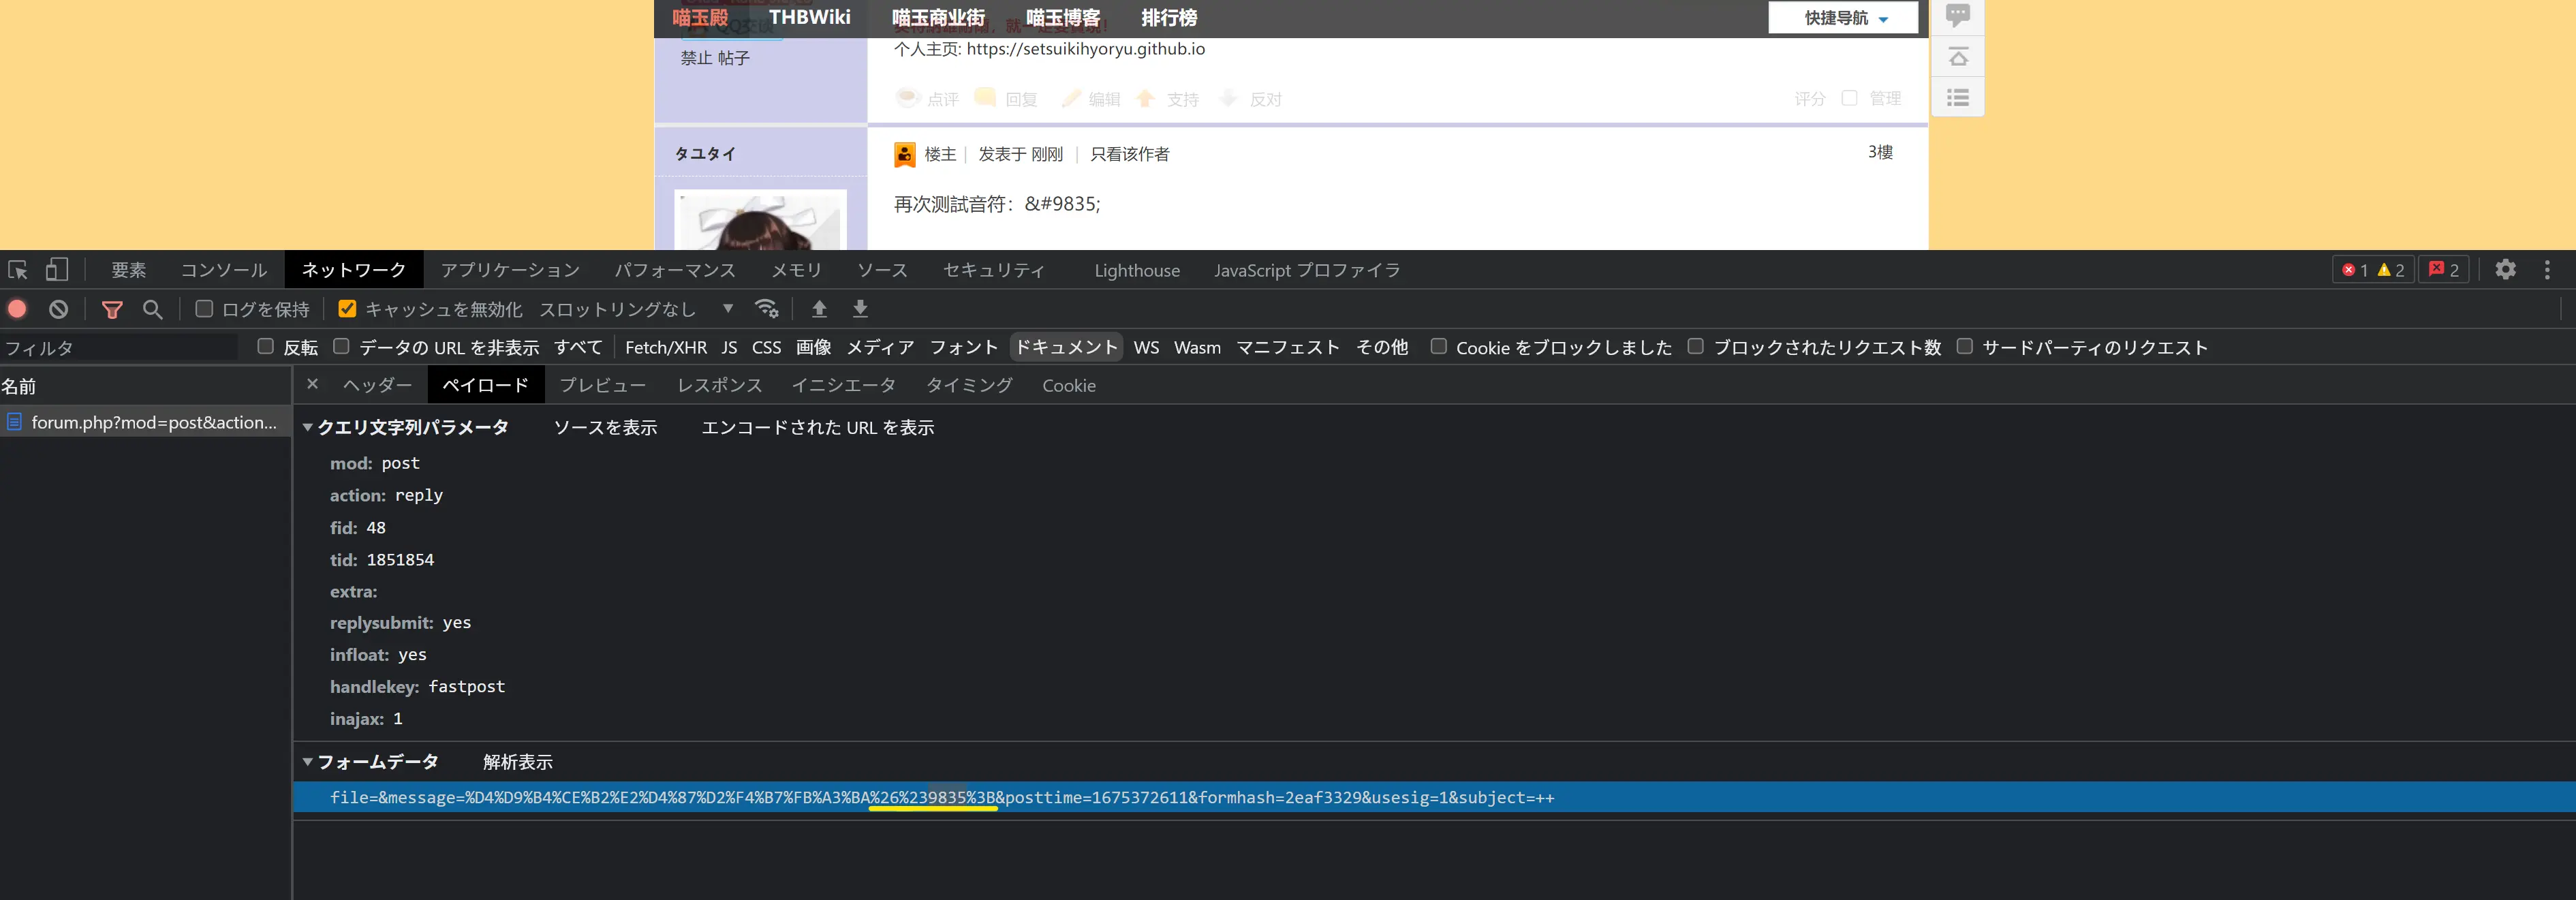 喵玉殿 THBWiki 喵玉商业街 喵玉博客 排行榜 快捷导航
禁止 帖子
个人主页: https://setsuikihyoryu.github.io
点评 回复 编辑 支持 反对 评分 管理
タユタイ
楼主 发表于 刚刚 只看该作者 3樓
再次测試音符：&#9835;
要素 コンソール ネットワーク アプリケーション パフォーマンス メモリ ソース セキュリティ Lighthouse JavaScript プロファイラ 1 2 2
ログを保持 キャッシュを無効化 スロットリングなし
フィルタ 反転 データの URL を非表示 すべて Fetch/XHR JS CSS 画像 メディア フォント ドキュメント WS Wasm マニフェスト その他 Cookie をブロックしました ブロックされたリクエスト数 サードパーティのリクエスト
名前
forum.php?mod=post&action...
ヘッダー ペイロード プレビュー レスポンス イニシエータ タイミング Cookie
クエリ文字列パラメータ ソースを表示 エンコードされた URL を表示
mod: post
action: reply
fid: 48
tid: 1851854
extra:
replysubmit: yes
infloat: yes
handlekey: fastpost
inajax: 1
フォームデータ 解析表示
file=&message=%D4%D9%B4%CE%B2%E2%D4%87%D2%F4%B7%FB%A3%BA%26%239835%3B&posttime=1675372611&formhash=2eaf3329&usesig=1&subject=++